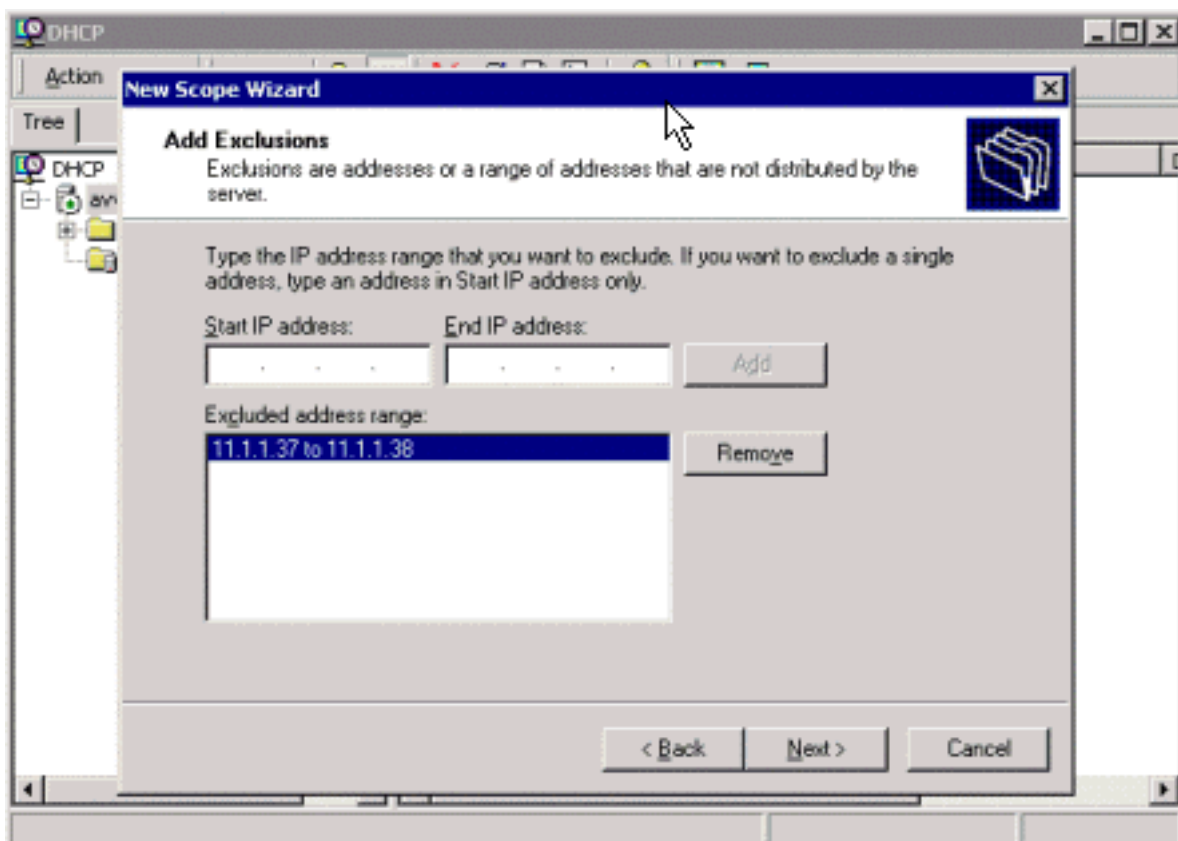 DHCP
Action
New Scope Wizard
Tree
Add Exclusions
Exclusions are addresses or a range of addresses that are not distributed by the
server.
DHCP
Type the IP address range that you want to exclude. If you want to exclude a single
address, type an address in Start IP address only.
Start IP address: End IP address:
. . . . . . Add
Excluded address range:
11.1.1.37 to 11.1.1.38
Remove
< Back Next > Cancel